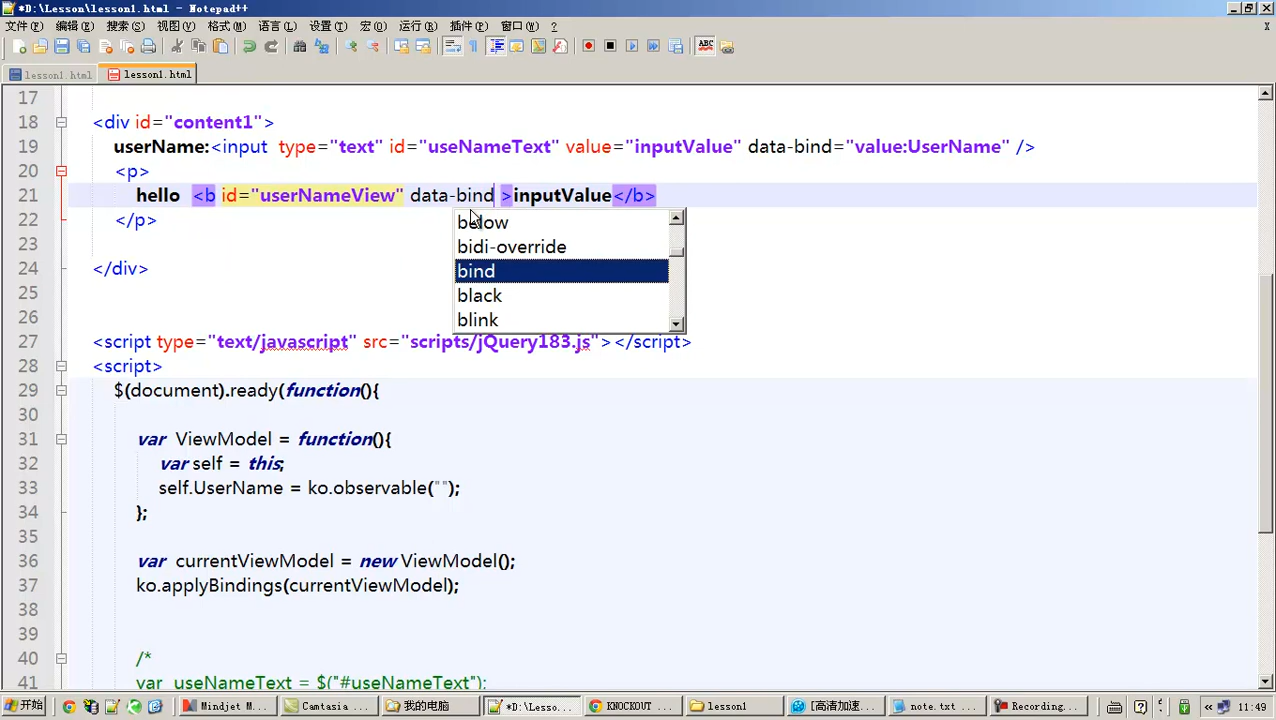 *D:\Lesson\lesson1.html - Notepad++
文件(F) 编辑(E) 搜索(S) 视图(V) 格式(M) 语言(L) 设置(T) 宏(O) 运行(R) 插件(P) 窗口(W) ? X
ABC
lesson1.html lesson1.html
17
18 <div id="content1">
19 userName:<input type="text" id="useNameText" value="inputValue" data-bind="value:UserName" />
20 <p>
21 hello <b id="userNameView" data-bind >inputValue</b>
below
22 </p>
bidi-override
23
bind
24 </div>
black
25
blink
26
27 <script type="text/javascript" src="scripts/jQuery183.js"></script>
28 <script>
29 $(document).ready(function(){
30
31 var ViewModel = function(){
32 var self = this;
33 self.UserName = ko.observable("");
34 };
35
36 var currentViewModel = new ViewModel();
37 ko.applyBindings(currentViewModel);
38
39
40 /*
41 var useNameText = $("#useNameText");
开始 Mindjet M... Camtasia ... 我的电脑 *D:\Lesso... KNOCKOUT ... lesson1 [高清加速... note.txt ... Recording... 11:49